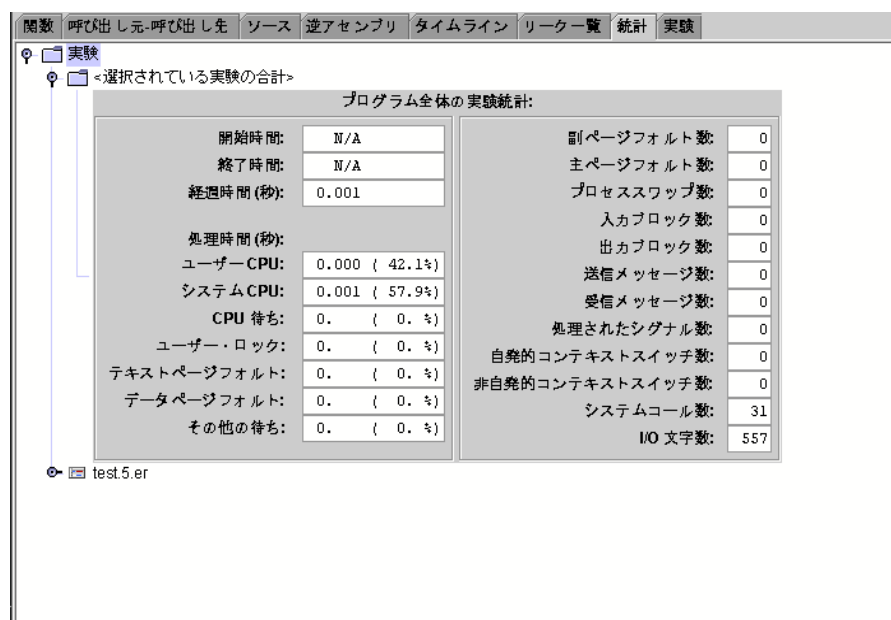 関数 呼び出し元-呼び出し先 ソース 逆アセンブリ タイムライン リーク一覧 統計 実験
実験
<選択されている実験の合計>
プログラム全体の実験統計:
開始時間: N/A
終了時間: N/A
経過時間(秒): 0.001
処理時間(秒):
ユーザーCPU: 0.000 ( 42.1%)
システムCPU: 0.001 ( 57.9%)
CPU 待ち: 0. ( 0. %)
ユーザー・ロック: 0. ( 0. %)
テキストページフォルト: 0. ( 0. %)
データページフォルト: 0. ( 0. %)
その他の待ち: 0. ( 0. %)
副ページフォルト数: 0
主ページフォルト数: 0
プロセススワップ数: 0
入力ブロック数: 0
出力ブロック数: 0
送信メッセージ数: 0
受信メッセージ数: 0
処理されたシグナル数: 0
自発的コンテキストスイッチ数: 0
非自発的コンテキストスイッチ数: 0
システムコール数: 31
I/O 文字数: 557
test.5.er